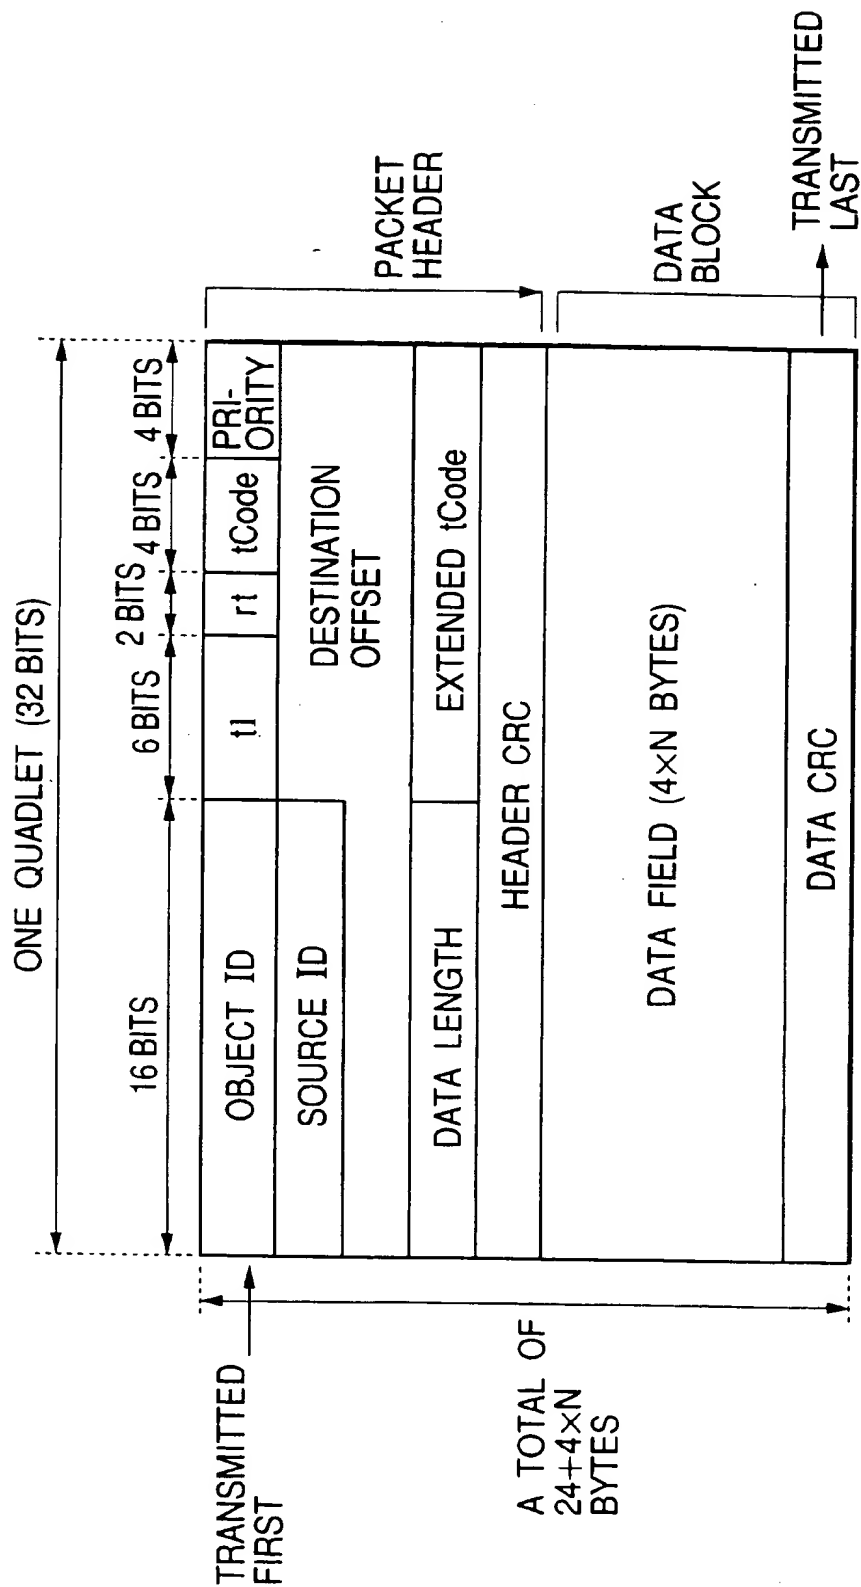 ONE QUADLET (32 BITS)
16 BITS
6 BITS
2 BITS
4 BITS
4 BITS
TRANSMITTED
FIRST
OBJECT ID
tl
rt
tCode
PRI-
ORITY
SOURCE ID
DESTINATION
OFFSET
DATA LENGTH
EXTENDED tCode
HEADER CRC
DATA FIELD (4×N BYTES)
DATA CRC
PACKET
HEADER
DATA
BLOCK
TRANSMITTED
LAST
A TOTAL OF
24+4×N
BYTES